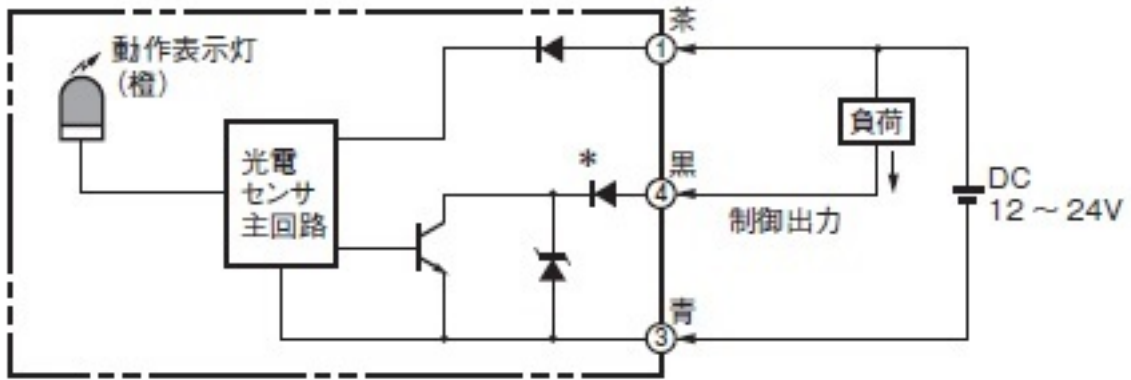 動作表示灯
(橙)
光電
センサ
主回路
茶
①
*
黒
④
青
③
負荷
制御出力
DC
12～24V